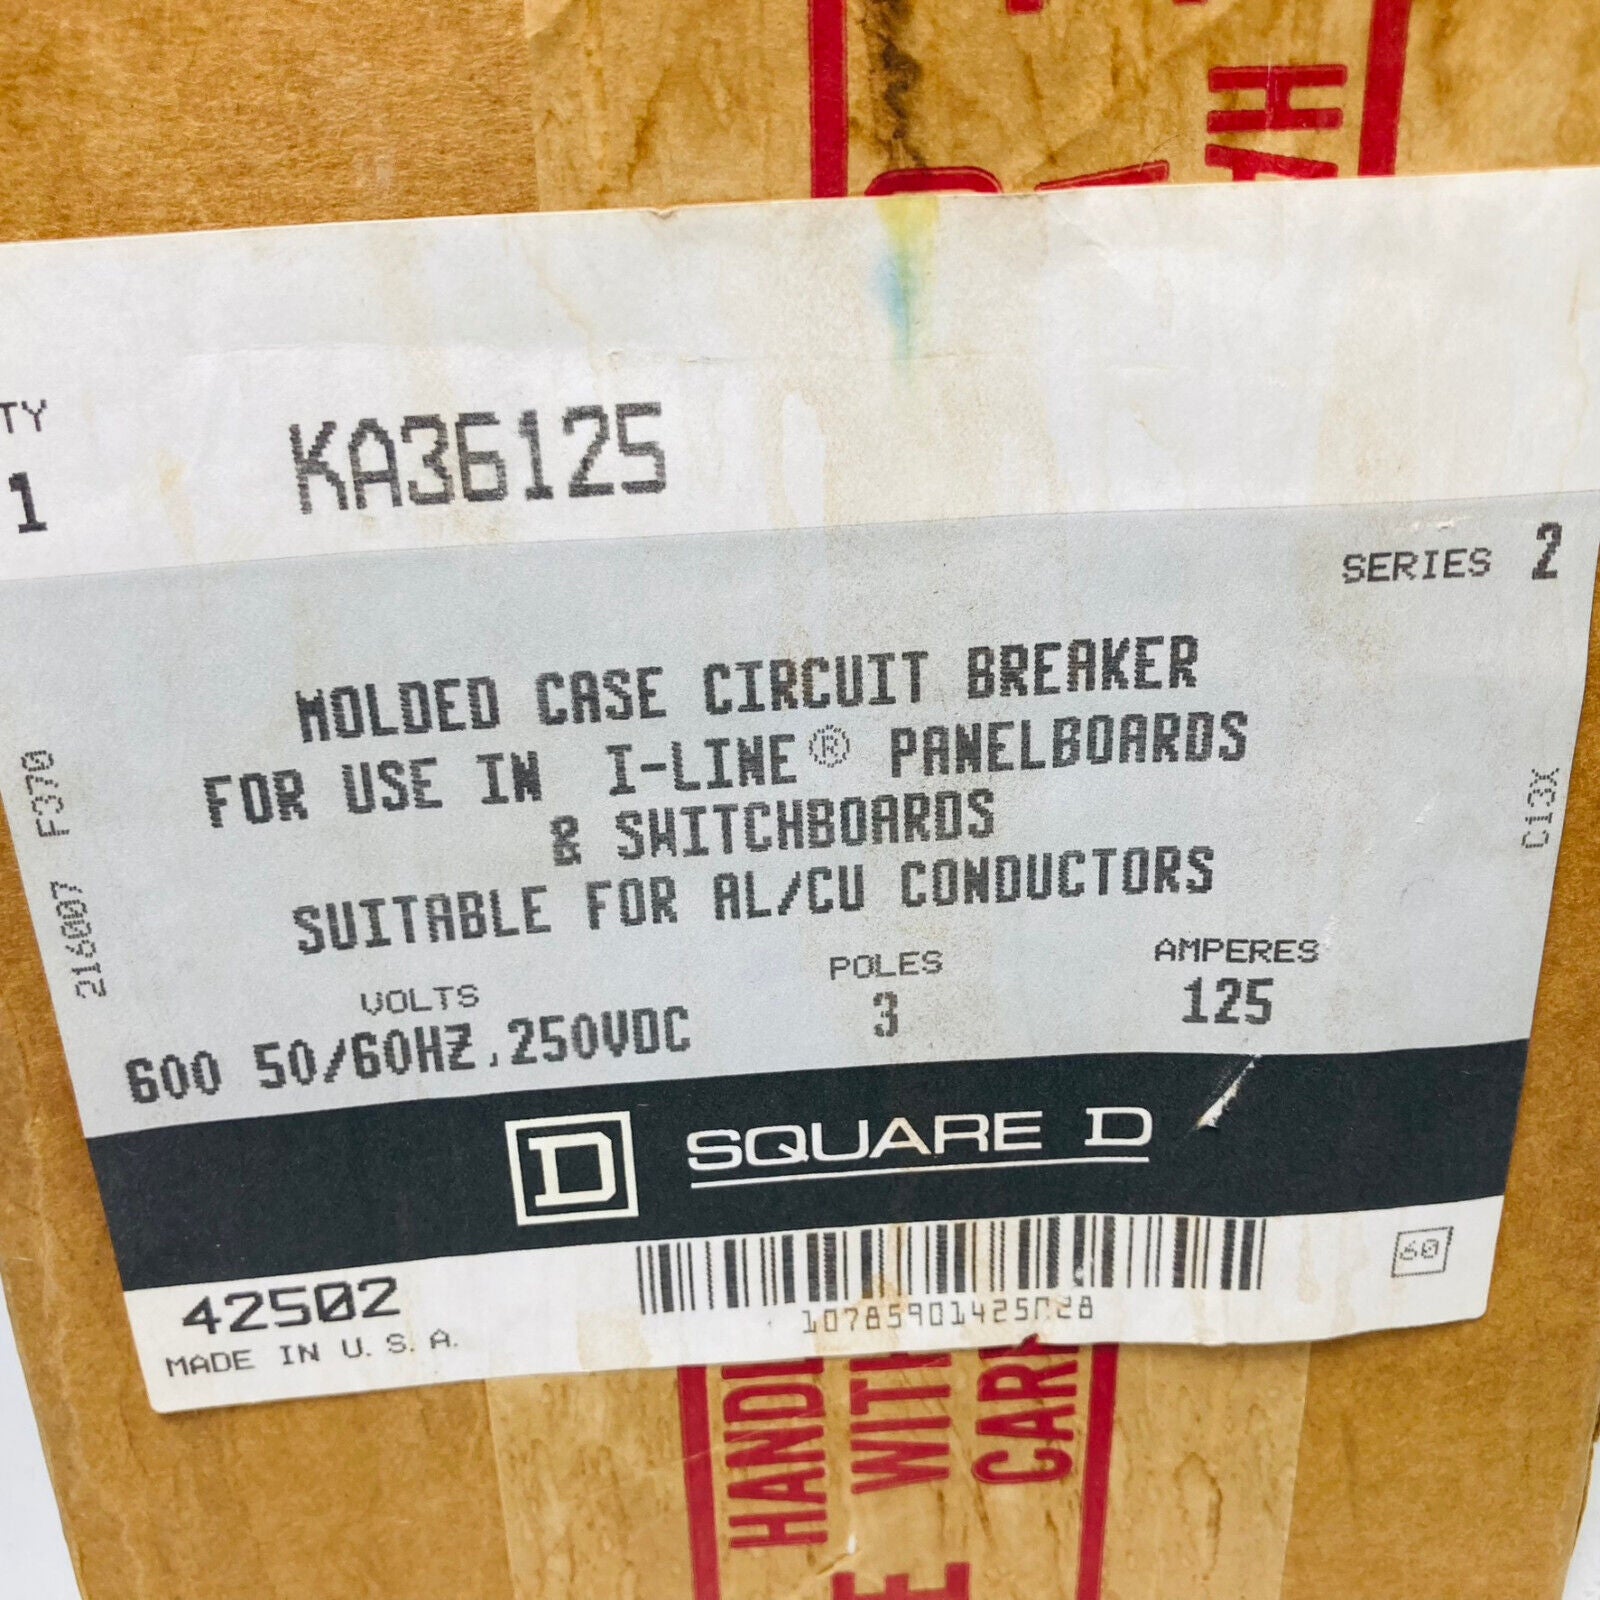 TY
1
KA36125
SERIES 2
MOLDED CASE CIRCUIT BREAKER
FOR USE IN I-LINE® PANELBOARDS
& SWITCHBOARDS
SUITABLE FOR AL/CU CONDUCTORS
VOLTS
600 50/60HZ,250VDC
POLES
3
AMPERES
125
216007 F370
C13X
D SQUARE D
42502
MADE IN U.S.A.
60
HANDL
WITH
CAR